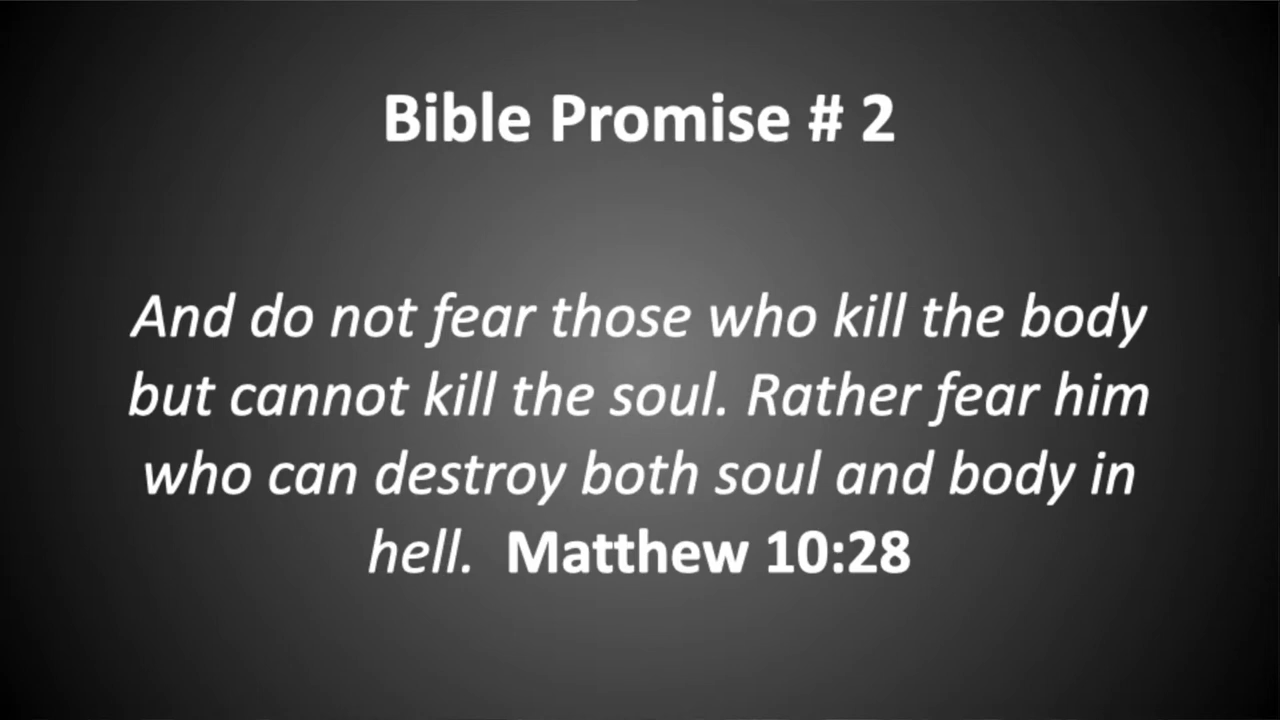 Bible Promise # 2
And do not fear those who kill the body
but cannot kill the soul. Rather fear him
who can destroy both soul and body in
hell.  Matthew 10:28